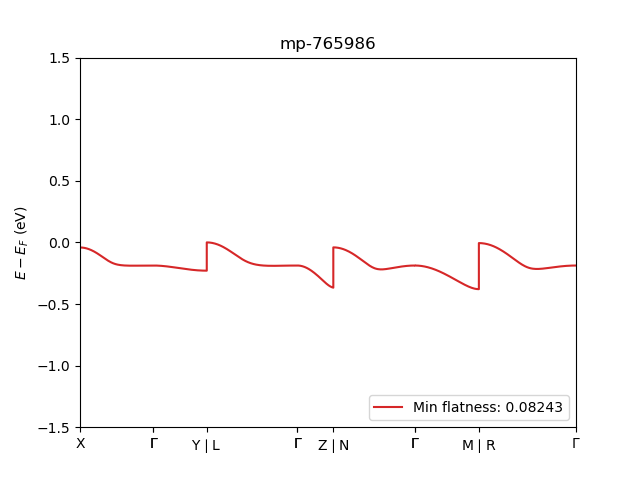 mp-765986
1.5
1.0
0.5
0.0
−0.5
−1.0
−1.5
E − E_F (eV)
Min flatness: 0.08243
X Γ Y | L Γ Z | N Γ M | R Γ